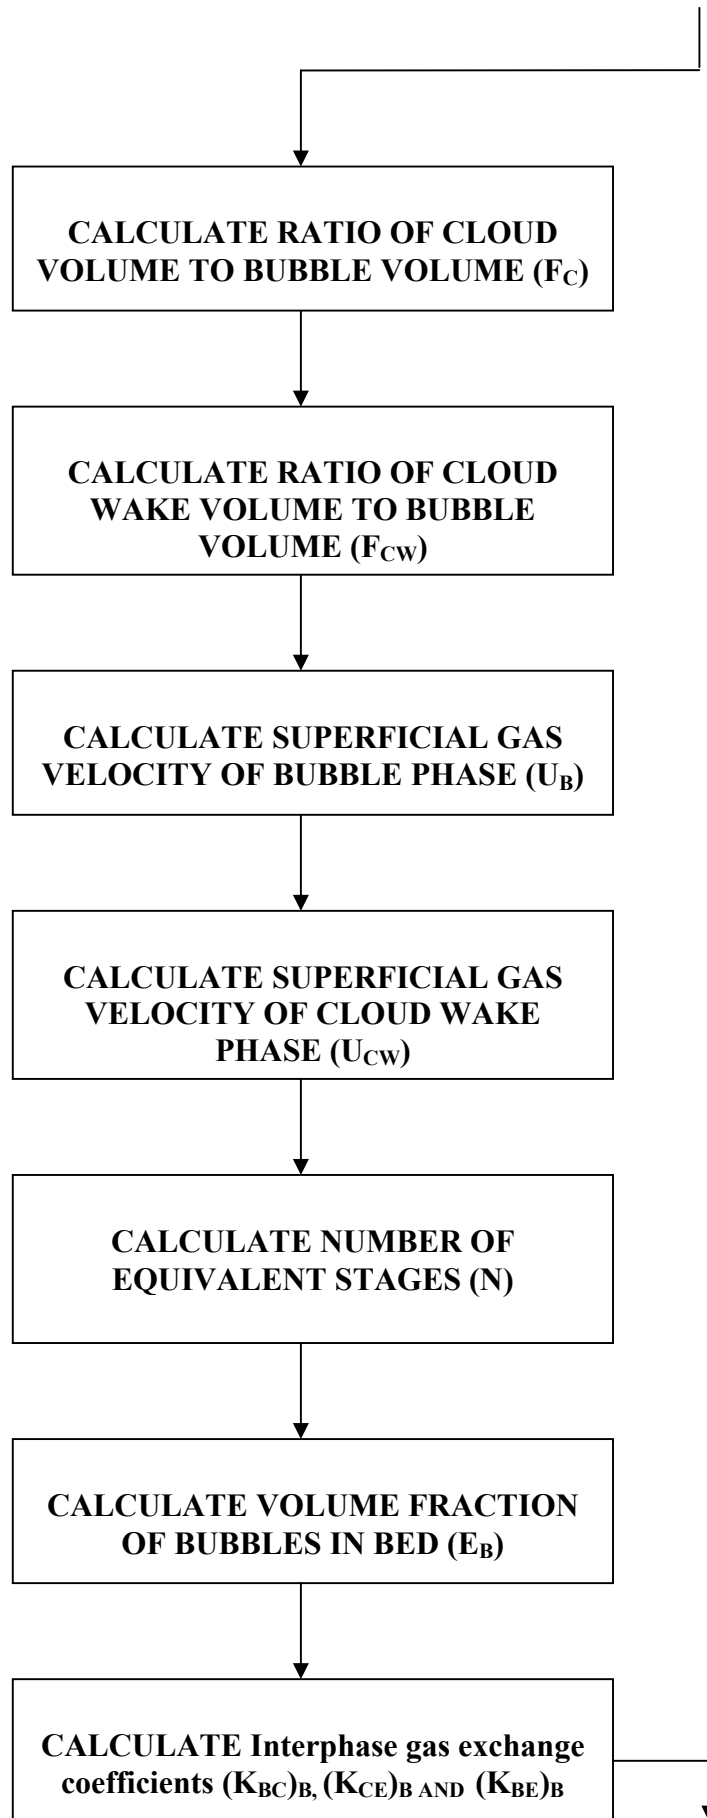 CALCULATE RATIO OF CLOUD
VOLUME TO BUBBLE VOLUME (FC)
CALCULATE RATIO OF CLOUD
WAKE VOLUME TO BUBBLE
VOLUME (FCW)
CALCULATE SUPERFICIAL GAS
VELOCITY OF BUBBLE PHASE (UB)
CALCULATE SUPERFICIAL GAS
VELOCITY OF CLOUD WAKE
PHASE (UCW)
CALCULATE NUMBER OF
EQUIVALENT STAGES (N)
CALCULATE VOLUME FRACTION
OF BUBBLES IN BED (EB)
CALCULATE Interphase gas exchange
coefficients (KBC)B, (KCE)B AND (KBE)B